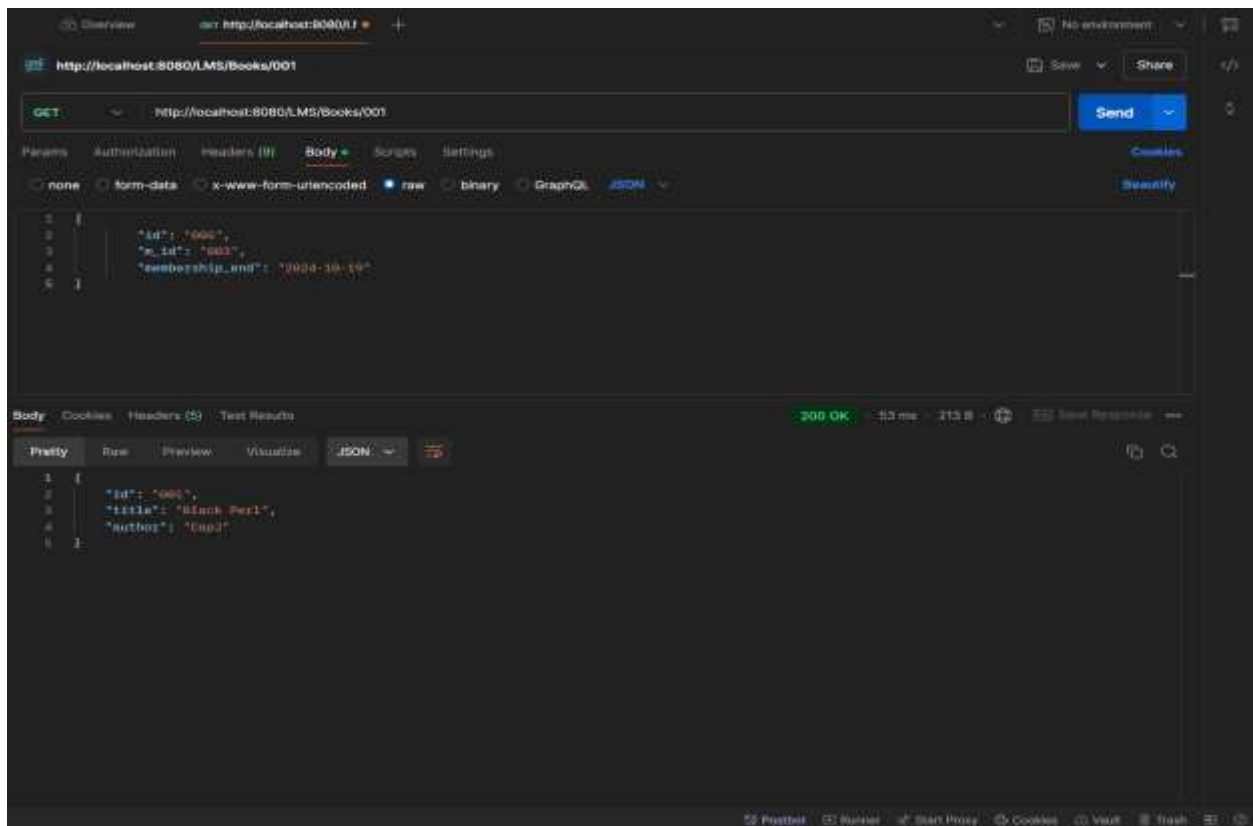 Overview GET http://localhost:8080/LI + No environment
http://localhost:8080/LMS/Books/001 Save Share
GET http://localhost:8080/LMS/Books/001 Send
Params Authorization Headers (9) Body Scripts Settings Cookies
none form-data x-www-form-urlencoded raw binary GraphQL JSON Beautify
1 {
2 "id":
3 "m_id": "003",
4 "membership_end": "2024-10-19"
5 }
Body Cookies Headers (5) Test Results 200 OK 53 ms 213 B Save Response
Pretty Raw Preview Visualize JSON
1 {
2 "id": "001",
3 "title": "Black Perl",
4 "author": "CapJ"
5 }
Postbot Runner Start Proxy Cookies Vault Trash